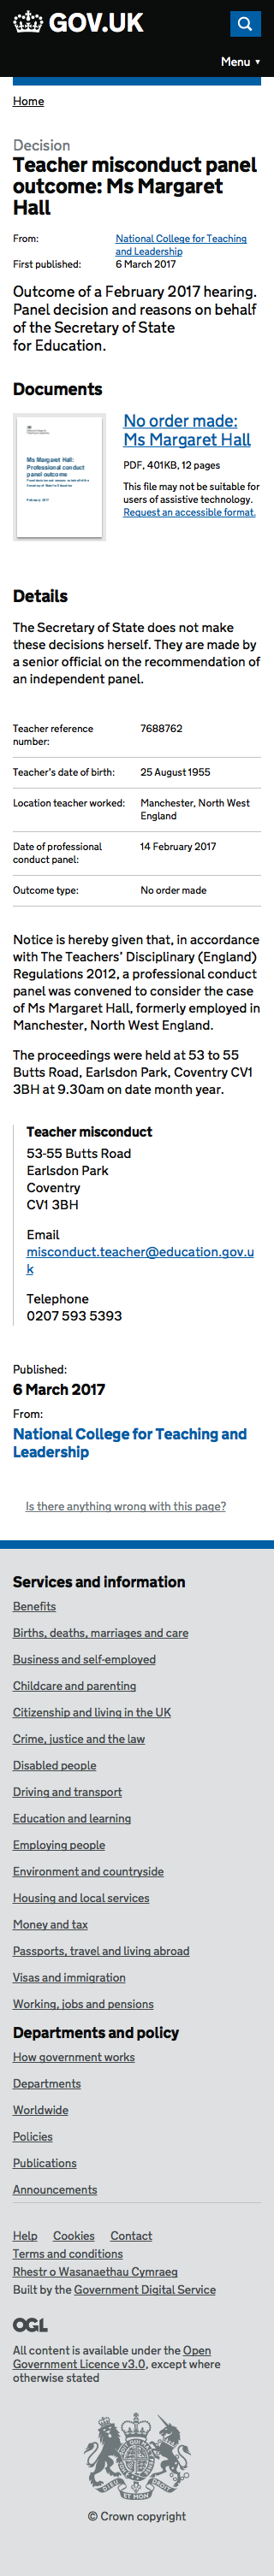 GOV.UK
Menu ▼
Home
Decision
Teacher misconduct panel
outcome: Ms Margaret
Hall
From: National College for Teaching
and Leadership
First published: 6 March 2017
Outcome of a February 2017 hearing.
Panel decision and reasons on behalf
of the Secretary of State
for Education.
Documents
Ms Margaret Hall:
Professional conduct
panel outcome
February 2017
No order made:
Ms Margaret Hall
PDF, 401KB, 12 pages
This file may not be suitable for
users of assistive technology.
Request an accessible format.
Details
The Secretary of State does not make
these decisions herself. They are made by
a senior official on the recommendation of
an independent panel.
Teacher reference 7688762
number:
Teacher's date of birth: 25 August 1955
Location teacher worked: Manchester, North West
England
Date of professional 14 February 2017
conduct panel:
Outcome type: No order made
Notice is hereby given that, in accordance
with The Teachers' Disciplinary (England)
Regulations 2012, a professional conduct
panel was convened to consider the case
of Ms Margaret Hall, formerly employed in
Manchester, North West England.
The proceedings were held at 53 to 55
Butts Road, Earlsdon Park, Coventry CV1
3BH at 9.30am on date month year.
Teacher misconduct
53-55 Butts Road
Earlsdon Park
Coventry
CV1 3BH
Email
misconduct.teacher@education.gov.u
k
Telephone
0207 593 5393
Published:
6 March 2017
From:
National College for Teaching and
Leadership
Is there anything wrong with this page?
Services and information
Benefits
Births, deaths, marriages and care
Business and self-employed
Childcare and parenting
Citizenship and living in the UK
Crime, justice and the law
Disabled people
Driving and transport
Education and learning
Employing people
Environment and countryside
Housing and local services
Money and tax
Passports, travel and living abroad
Visas and immigration
Working, jobs and pensions
Departments and policy
How government works
Departments
Worldwide
Policies
Publications
Announcements
Help Cookies Contact
Terms and conditions
Rhestr o Wasanaethau Cymraeg
Built by the Government Digital Service
OGL
All content is available under the Open
Government Licence v3.0, except where
otherwise stated
© Crown copyright